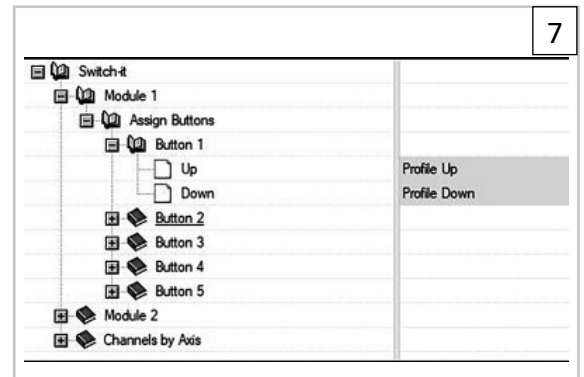 7
Switch-it
Module 1
Assign Buttons
Button 1
Up Profile Up
Down Profile Down
Button 2
Button 3
Button 4
Button 5
Module 2
Channels by Axis